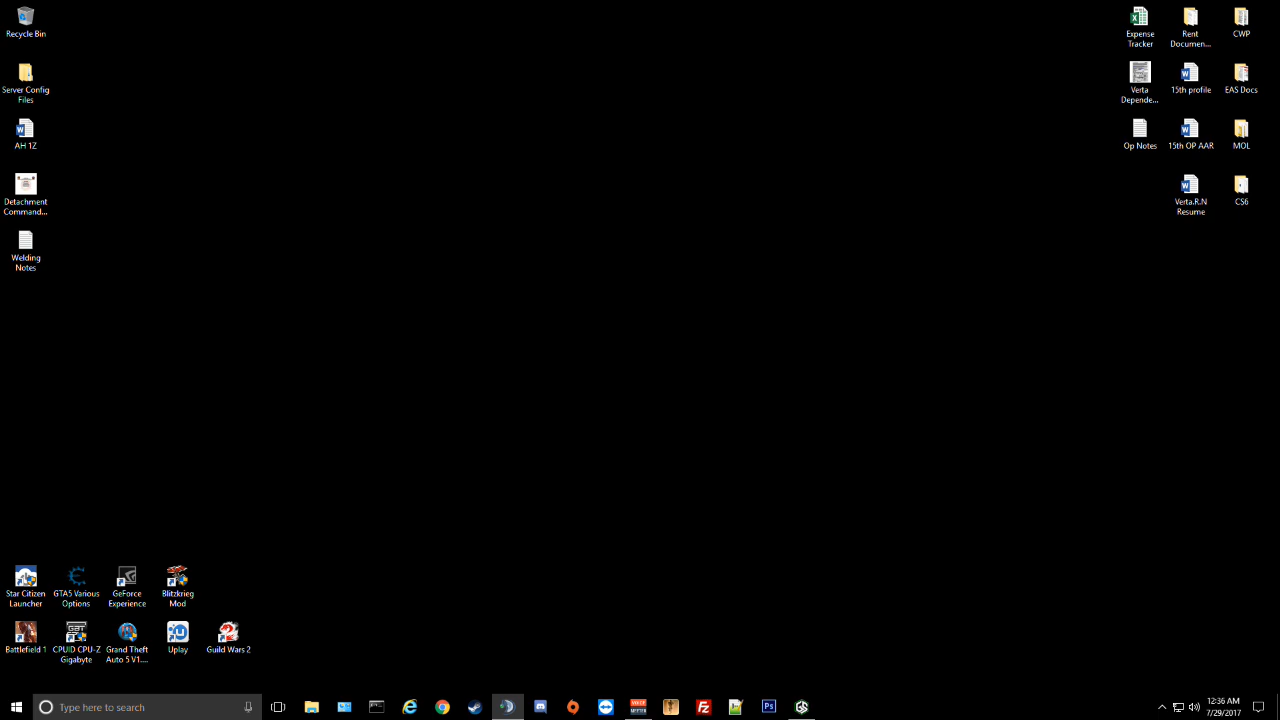 Recycle Bin
Server Config
Files
AH 1Z
Detachment
Command...
Welding
Notes
Expense
Tracker
Rent
Documen...
CWP
Verta
Depende...
15th profile
EAS Docs
Op Notes
15th OP AAR
MOL
Verta.R.N
Resume
CS6
Star Citizen
Launcher
GTA5 Various
Options
GeForce
Experience
Blitzkrieg
Mod
Battlefield 1
CPUID CPU-Z
Gigabyte
Grand Theft
Auto 5 V1....
Uplay
Guild Wars 2
Type here to search
12:36 AM
7/29/2017